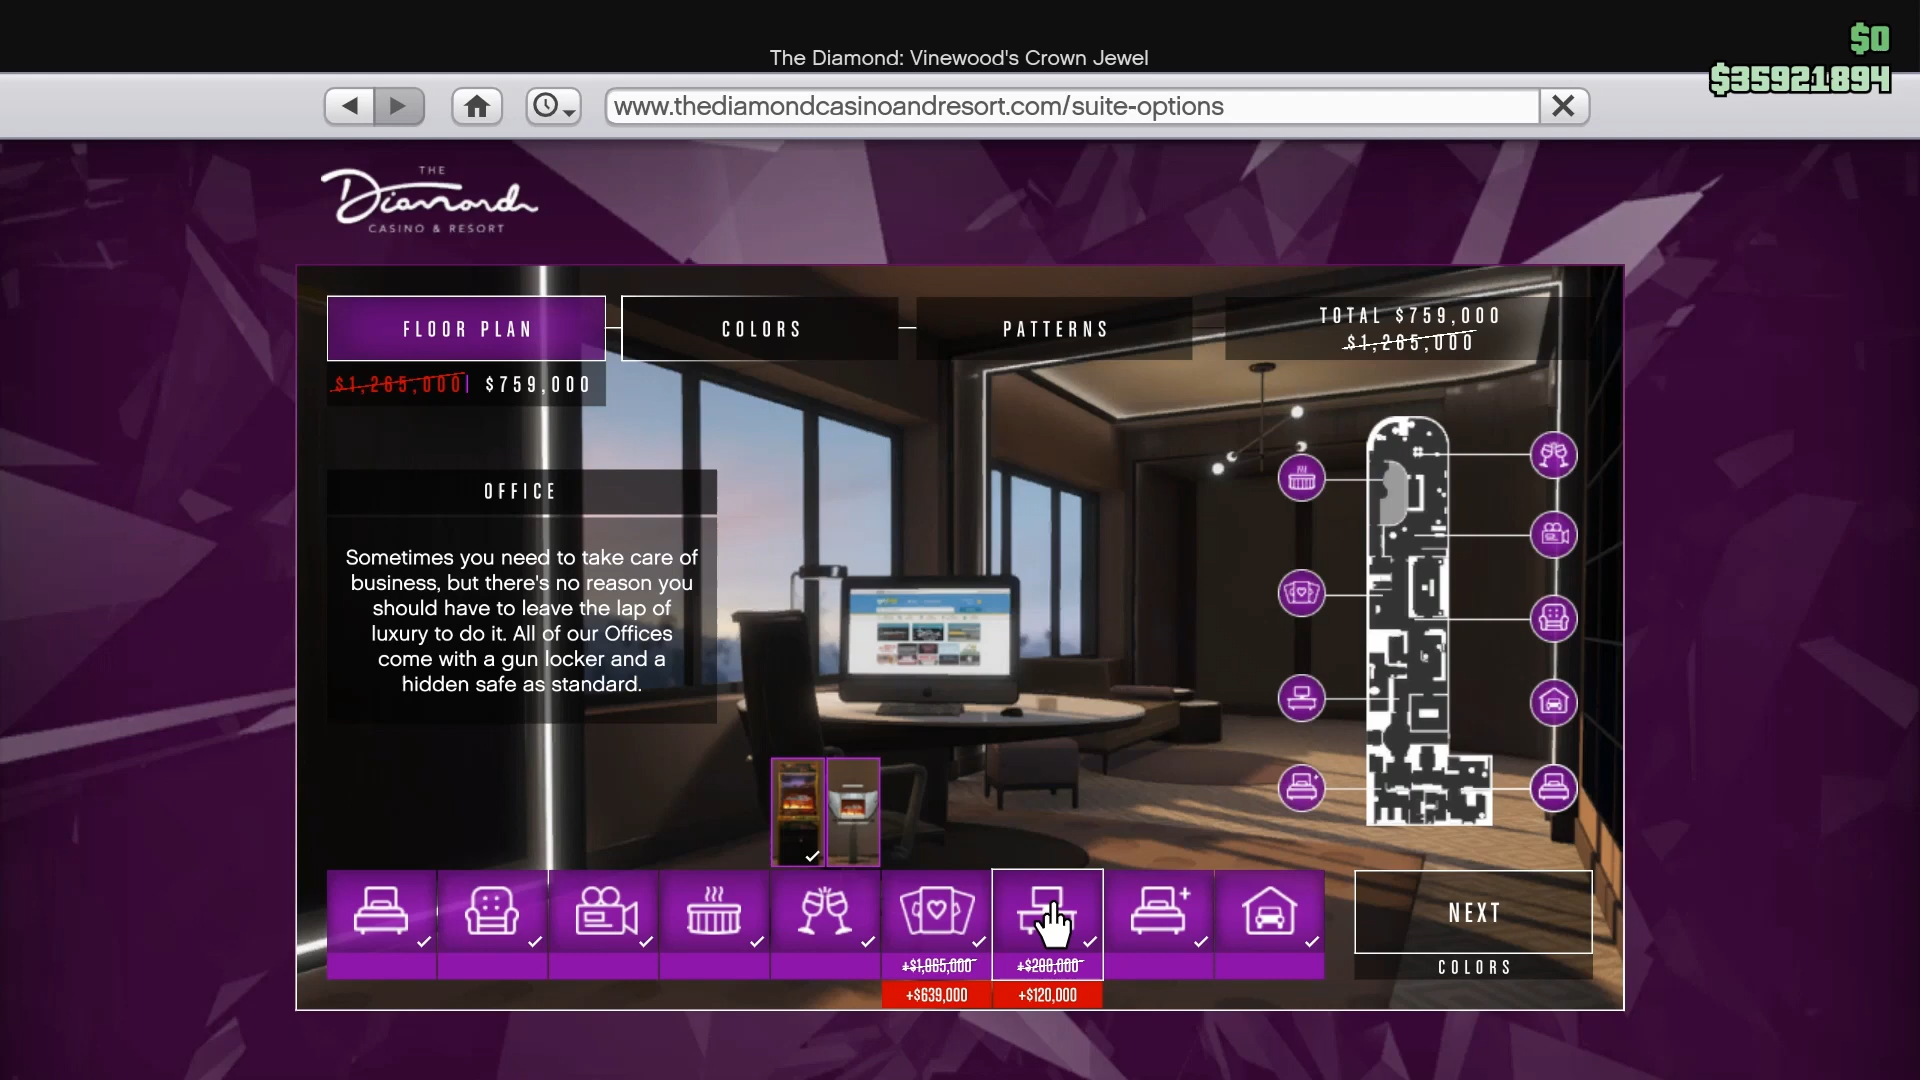 $0
The Diamond: Vinewood's Crown Jewel
$35921894
www.thediamondcasinoandresort.com/suite-options
THE
Diamond
CASINO & RESORT
FLOOR PLAN
COLORS
PATTERNS
TOTAL $759,000
$1,265,000
$1,265,000 | $759,000
OFFICE
Sometimes you need to take care of
business, but there's no reason you
should have to leave the lap of
luxury to do it. All of our Offices
come with a gun locker and a
hidden safe as standard.
NEXT
COLORS
+$1,065,000
+$200,000
+$639,000
+$120,000